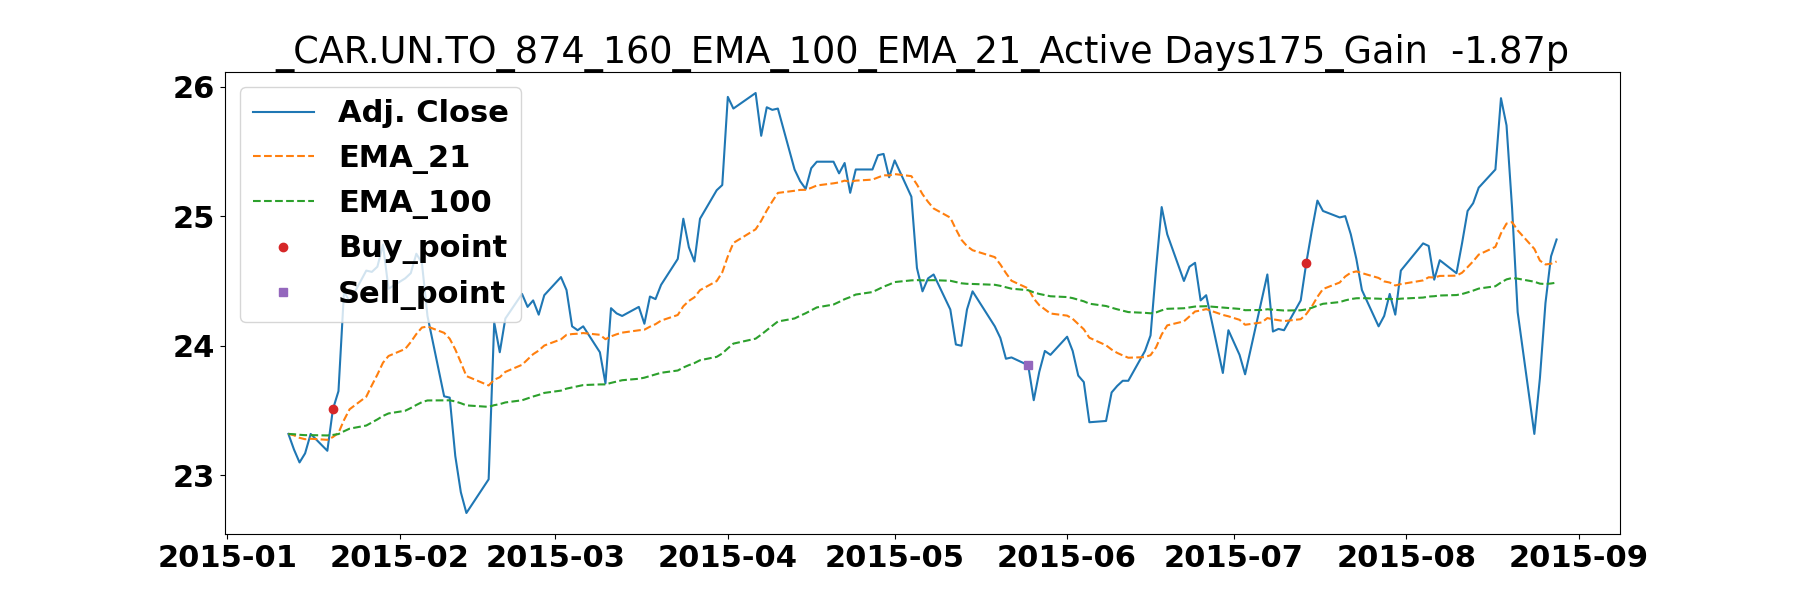 _CAR.UN.TO_874_160_EMA_100_EMA_21_Active Days175_Gain  -1.87p
26
25
24
23
Adj. Close
EMA_21
EMA_100
Buy_point
Sell_point
2015-01 2015-02 2015-03 2015-04 2015-05 2015-06 2015-07 2015-08 2015-09